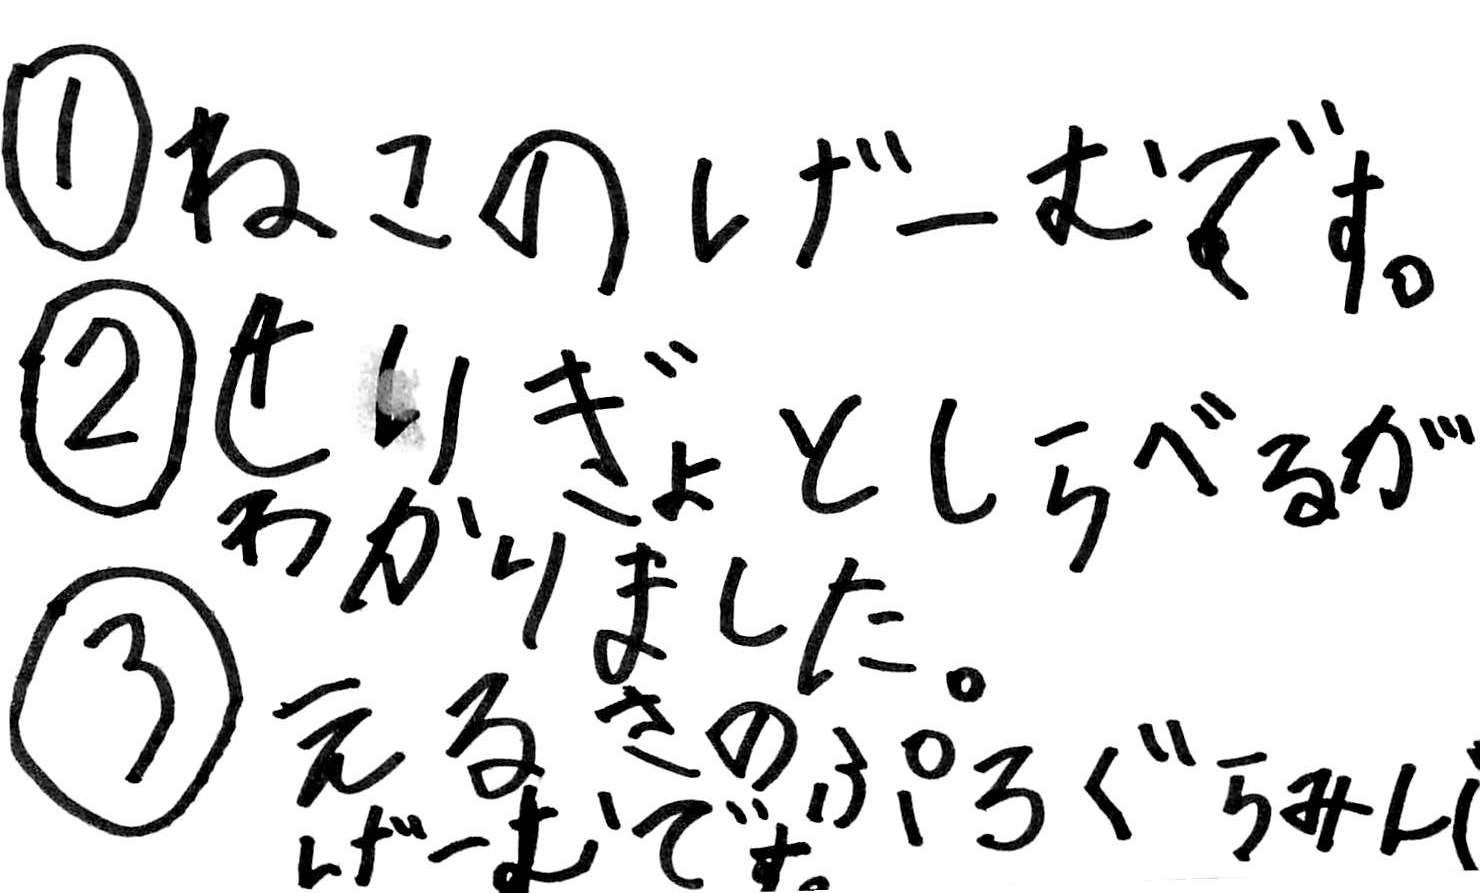 ①ねこのげーむです。
②せいりぎょとしらべるが
わかりました。
③えるさのぷろぐらみん
げーむです。